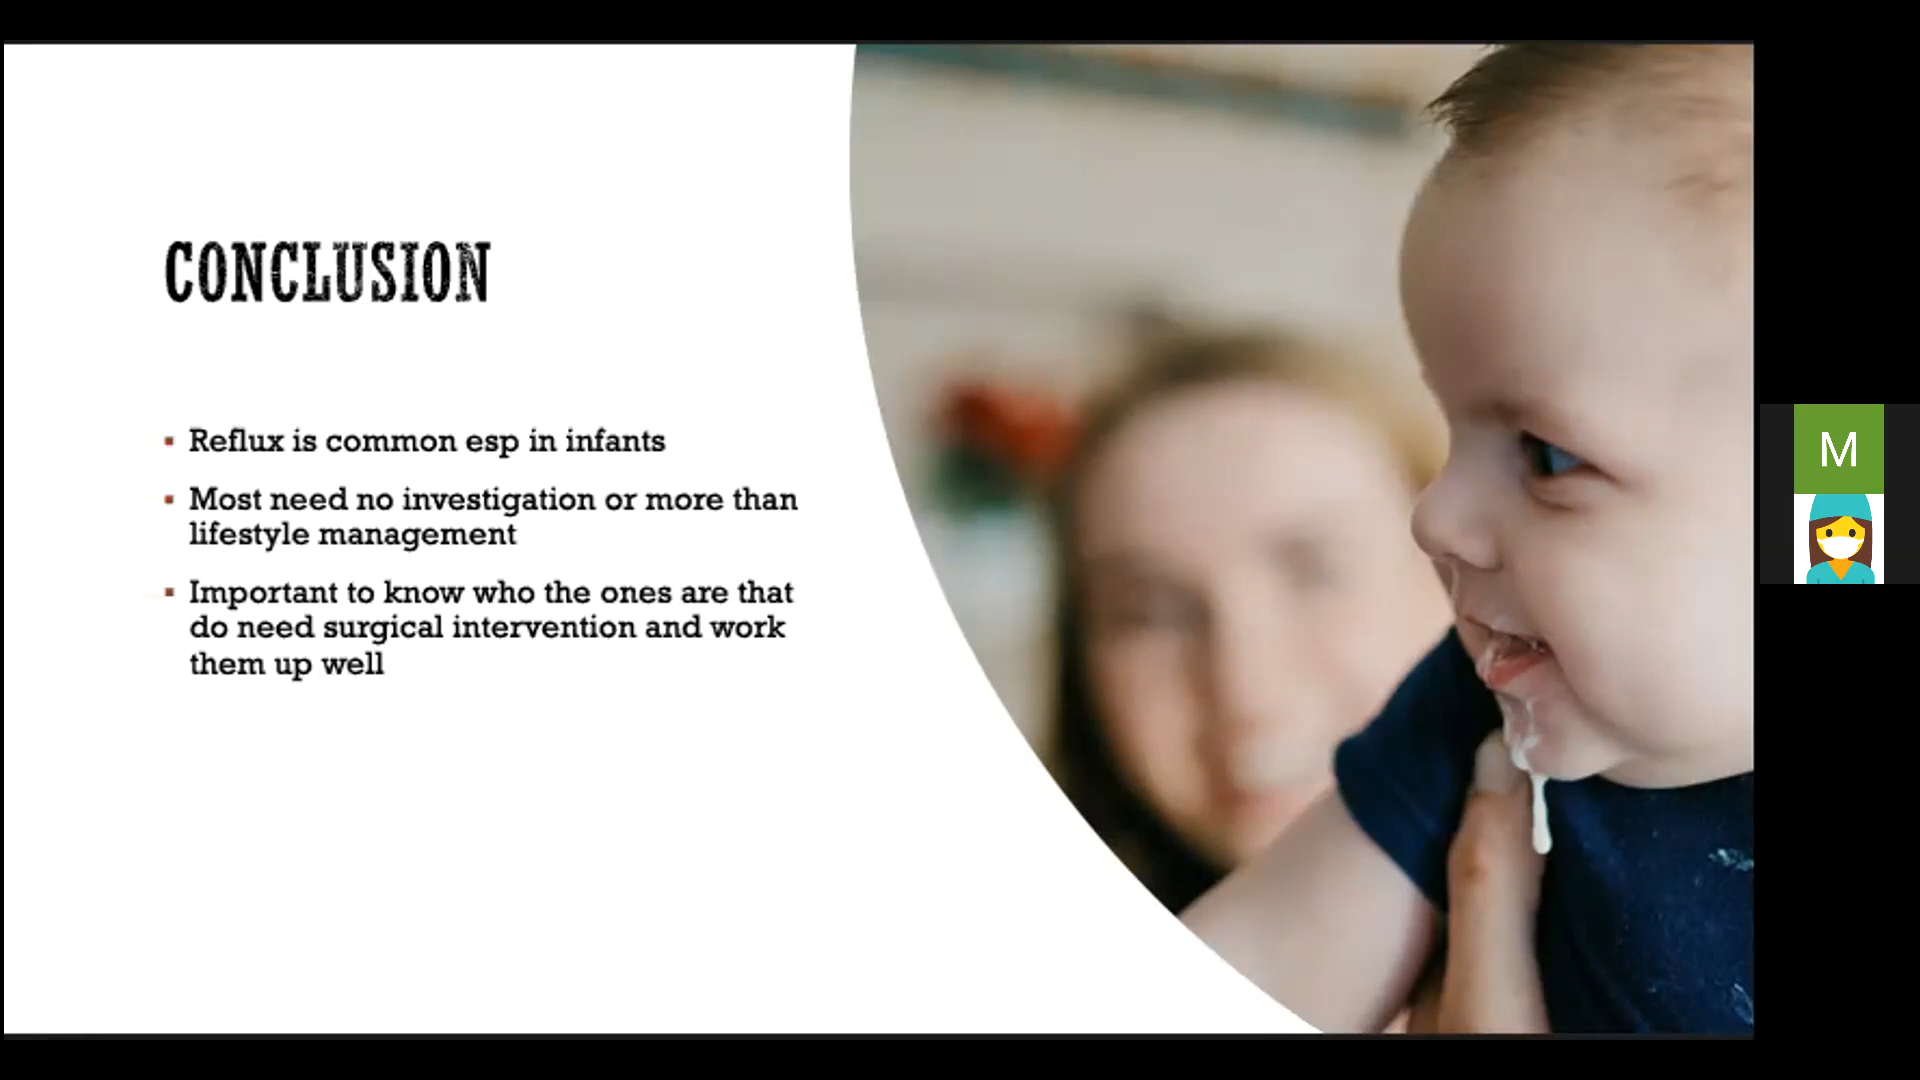 CONCLUSION
▪ Reflux is common esp in infants
▪ Most need no investigation or more than
lifestyle management
▪ Important to know who the ones are that
do need surgical intervention and work
them up well
M